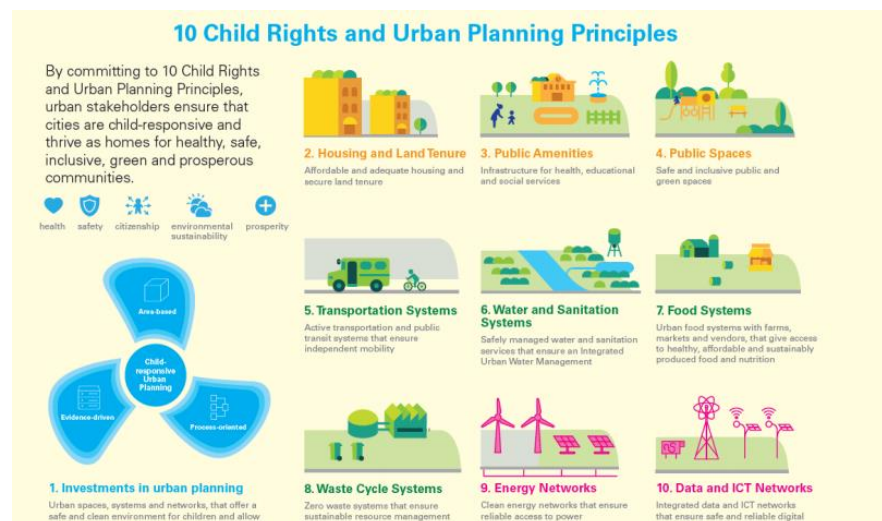 10 Child Rights and Urban Planning Principles
By committing to 10 Child Rights
and Urban Planning Principles,
urban stakeholders ensure that
cities are child-responsive and
thrive as homes for healthy, safe,
inclusive, green and prosperous
communities.
health
safety
citizenship
environmental
sustainability
prosperity
Area-based
Child-
responsive
Urban
Planning
Evidence-driven
Process-oriented
1. Investments in urban planning
Urban spaces, systems and networks, that offer a
safe and clean environment for children and allow
2. Housing and Land Tenure
Affordable and adequate housing and
secure land tenure
3. Public Amenities
Infrastructure for health, educational
and social services
4. Public Spaces
Safe and inclusive public and
green spaces
5. Transportation Systems
Active transportation and public
transit systems that ensure
independent mobility
6. Water and Sanitation
Systems
Safely managed water and sanitation
services that ensure an Integrated
Urban Water Management
7. Food Systems
Urban food systems with farms,
markets and vendors, that give access
to healthy, affordable and sustainably
produced food and nutrition
8. Waste Cycle Systems
Zero waste systems that ensure
sustainable resource management
9. Energy Networks
Clean energy networks that ensure
reliable access to power
10. Data and ICT Networks
Integrated data and ICT networks
that ensure safe and reliable digital